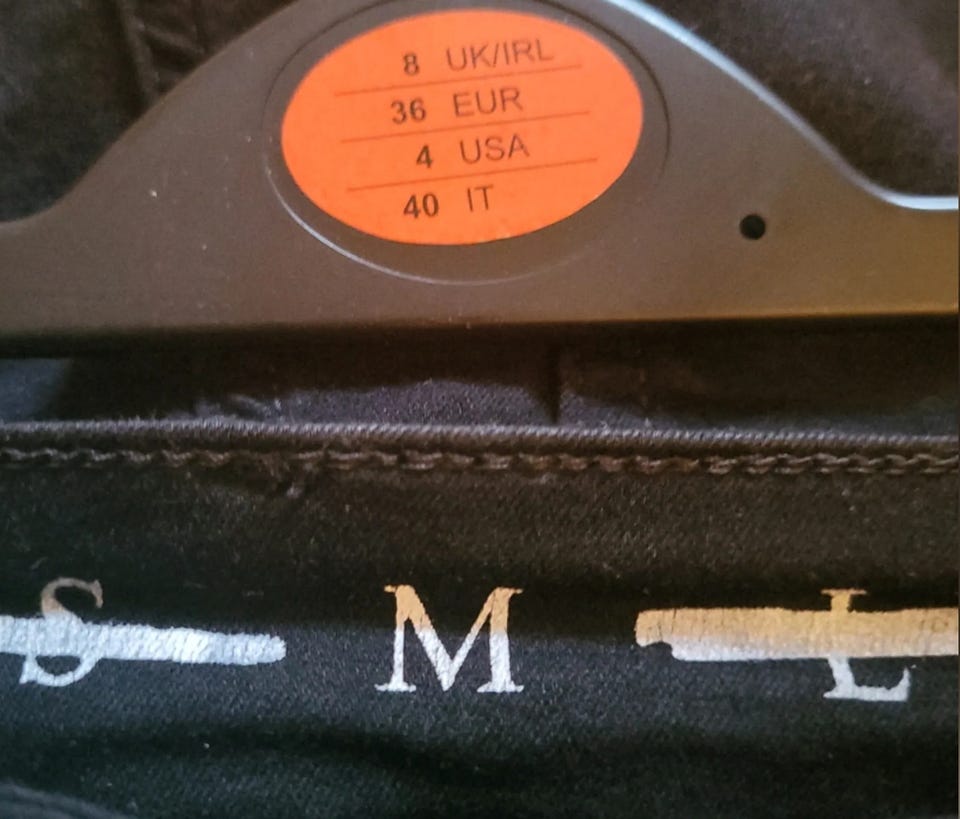 8 UK/IRL
36 EUR
4 USA
40 IT
S M L